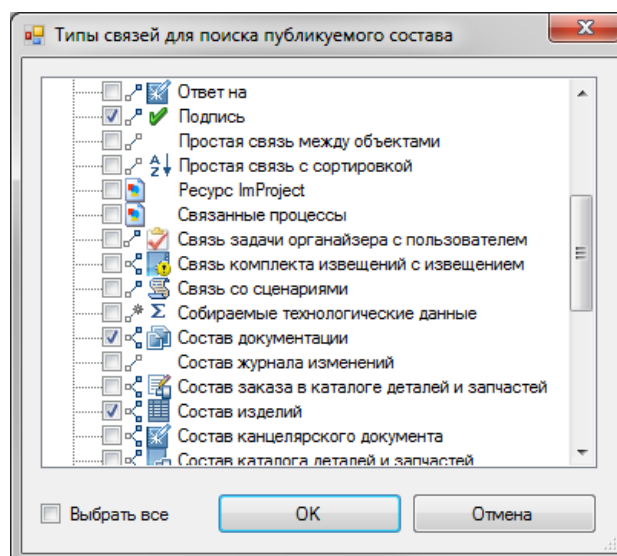 Типы связей для поиска публикуемого состава
Ответ на
Подпись
Простая связь между объектами
Простая связь с сортировкой
Ресурс ImProject
Связанные процессы
Связь задачи органайзера с пользователем
Связь комплекта извещений с извещением
Связь со сценариями
Собираемые технологические данные
Состав документации
Состав журнала изменений
Состав заказа в каталоге деталей и запчастей
Состав изделий
Состав канцелярского документа
Состав каталога деталей и запчастей
Выбрать все
OK
Отмена